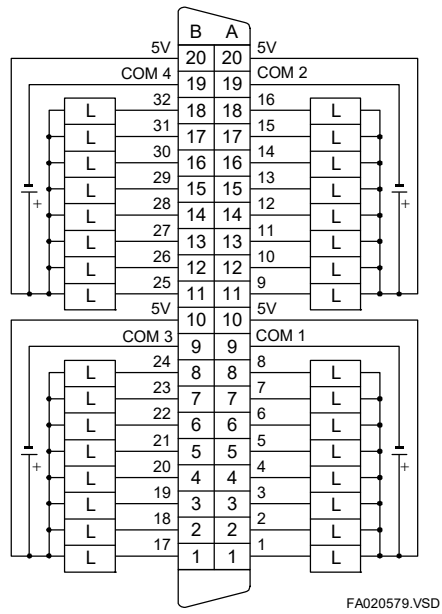 B A
5V 20 20 5V
COM 4 19 19 COM 2
L 32 18 18 16 L
L 31 17 17 15 L
L 30 16 16 14 L
L 29 15 15 13 L
+ +
L 28 14 14 12 L
L 27 13 13 11 L
L 26 12 12 10 L
L 25 11 11 9 L
5V 10 10 5V
COM 3 9 9 COM 1
L 24 8 8 8 L
L 23 7 7 7 L
L 22 6 6 6 L
L 21 5 5 5 L
+ +
L 20 4 4 4 L
L 19 3 3 3 L
L 18 2 2 2 L
L 17 1 1 1 L
FA020579.VSD